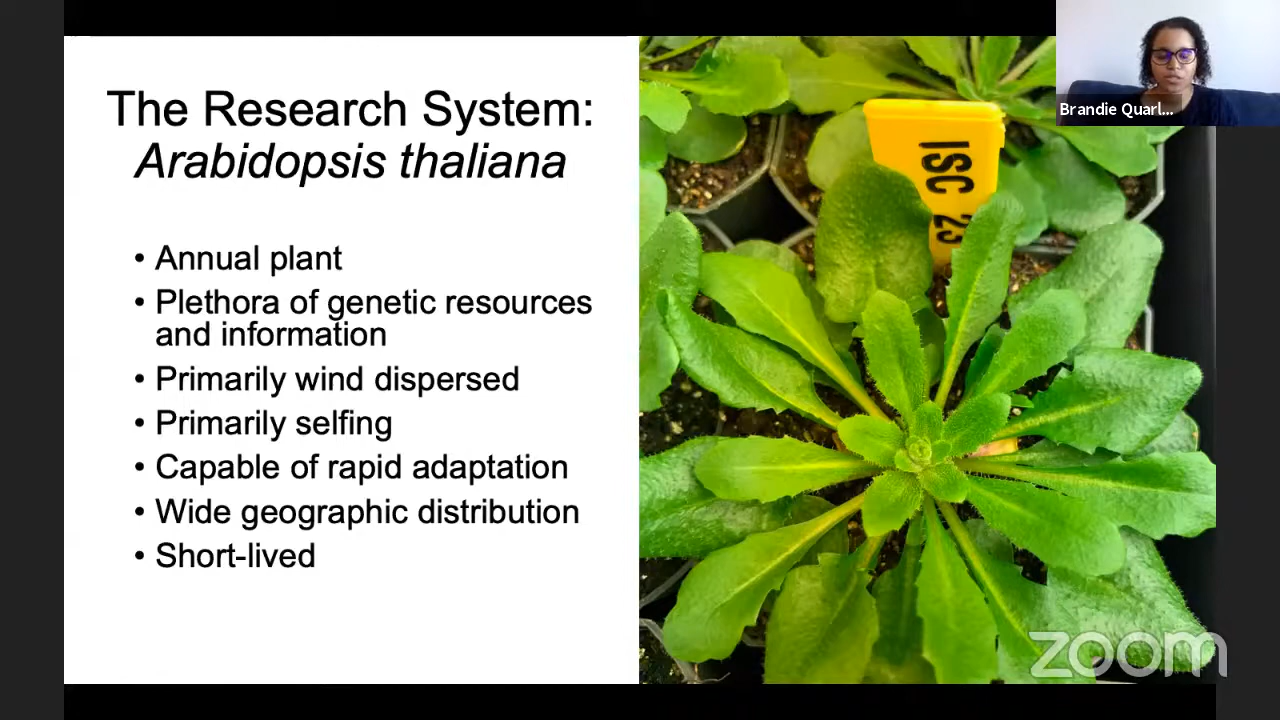 The Research System:
Arabidopsis thaliana
• Annual plant
• Plethora of genetic resources
and information
• Primarily wind dispersed
• Primarily selfing
• Capable of rapid adaptation
• Wide geographic distribution
• Short-lived
ISC 23
Brandie Quarl...
zoom